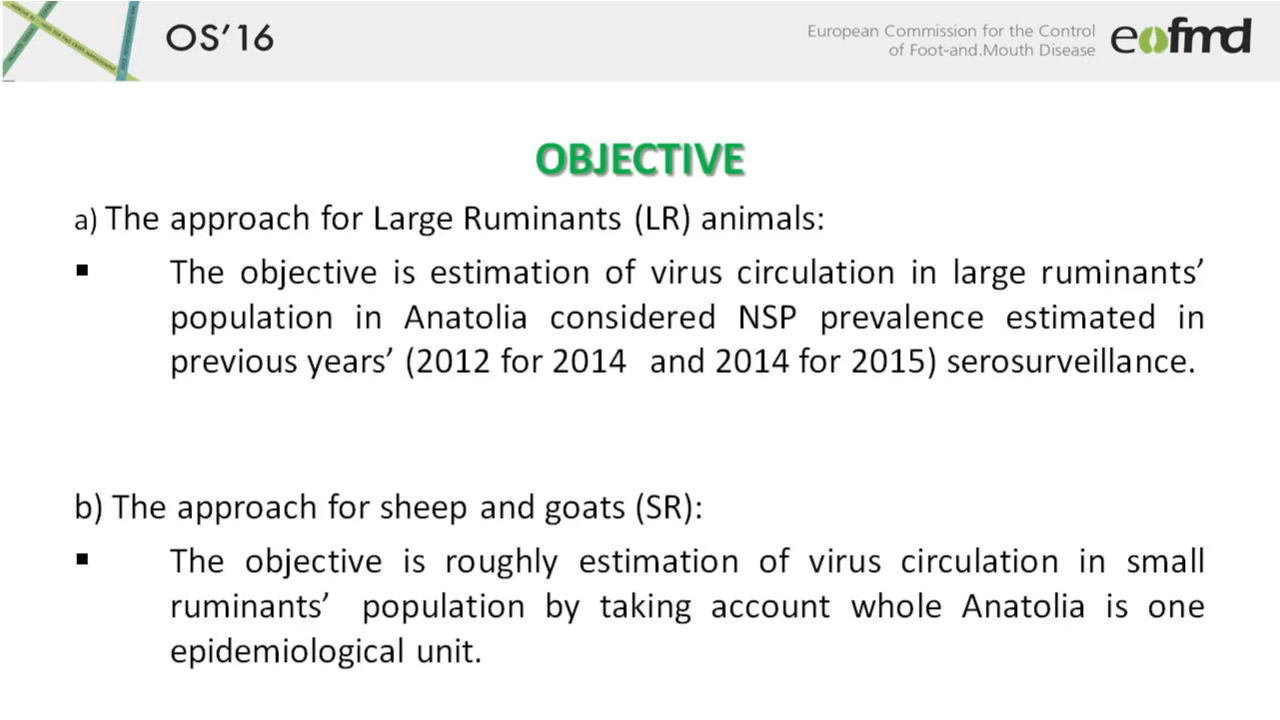 OS'16
European Commission for the Control
of Foot-and.Mouth Disease
eofmd
OBJECTIVE
a) The approach for Large Ruminants (LR) animals:
▪ The objective is estimation of virus circulation in large ruminants’
population in Anatolia considered NSP prevalence estimated in
previous years’ (2012 for 2014 and 2014 for 2015) serosurveillance.
b) The approach for sheep and goats (SR):
▪ The objective is roughly estimation of virus circulation in small
ruminants’ population by taking account whole Anatolia is one
epidemiological unit.